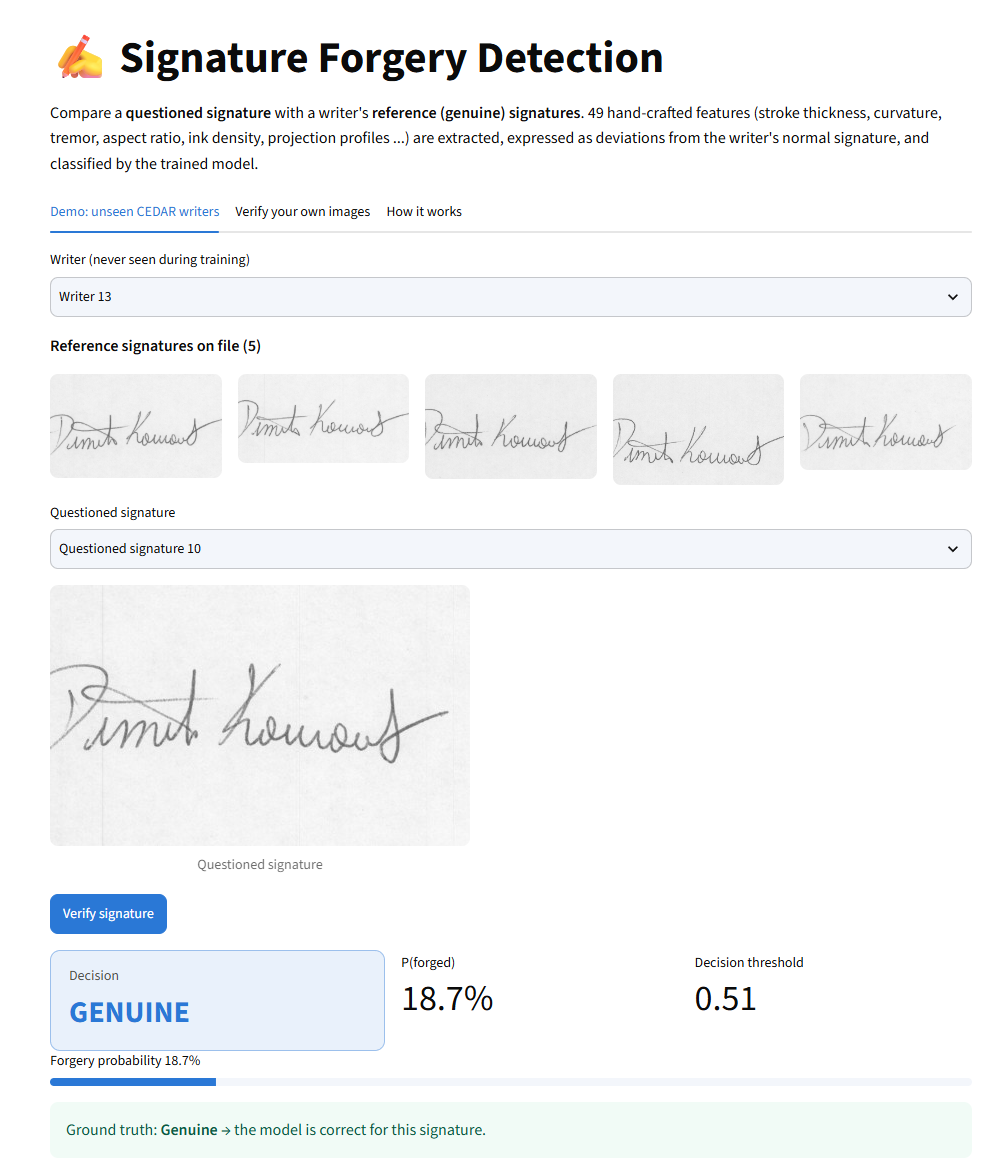 ✍️ Signature Forgery Detection
Compare a questioned signature with a writer's reference (genuine) signatures. 49 hand-crafted features (stroke thickness, curvature,
tremor, aspect ratio, ink density, projection profiles ...) are extracted, expressed as deviations from the writer's normal signature, and
classified by the trained model.
Demo: unseen CEDAR writers Verify your own images How it works
Writer (never seen during training)
Writer 13
Reference signatures on file (5)
Questioned signature
Questioned signature 10
Questioned signature
Verify signature
Decision
GENUINE
P(forged)
18.7%
Decision threshold
0.51
Forgery probability 18.7%
Ground truth: Genuine → the model is correct for this signature.